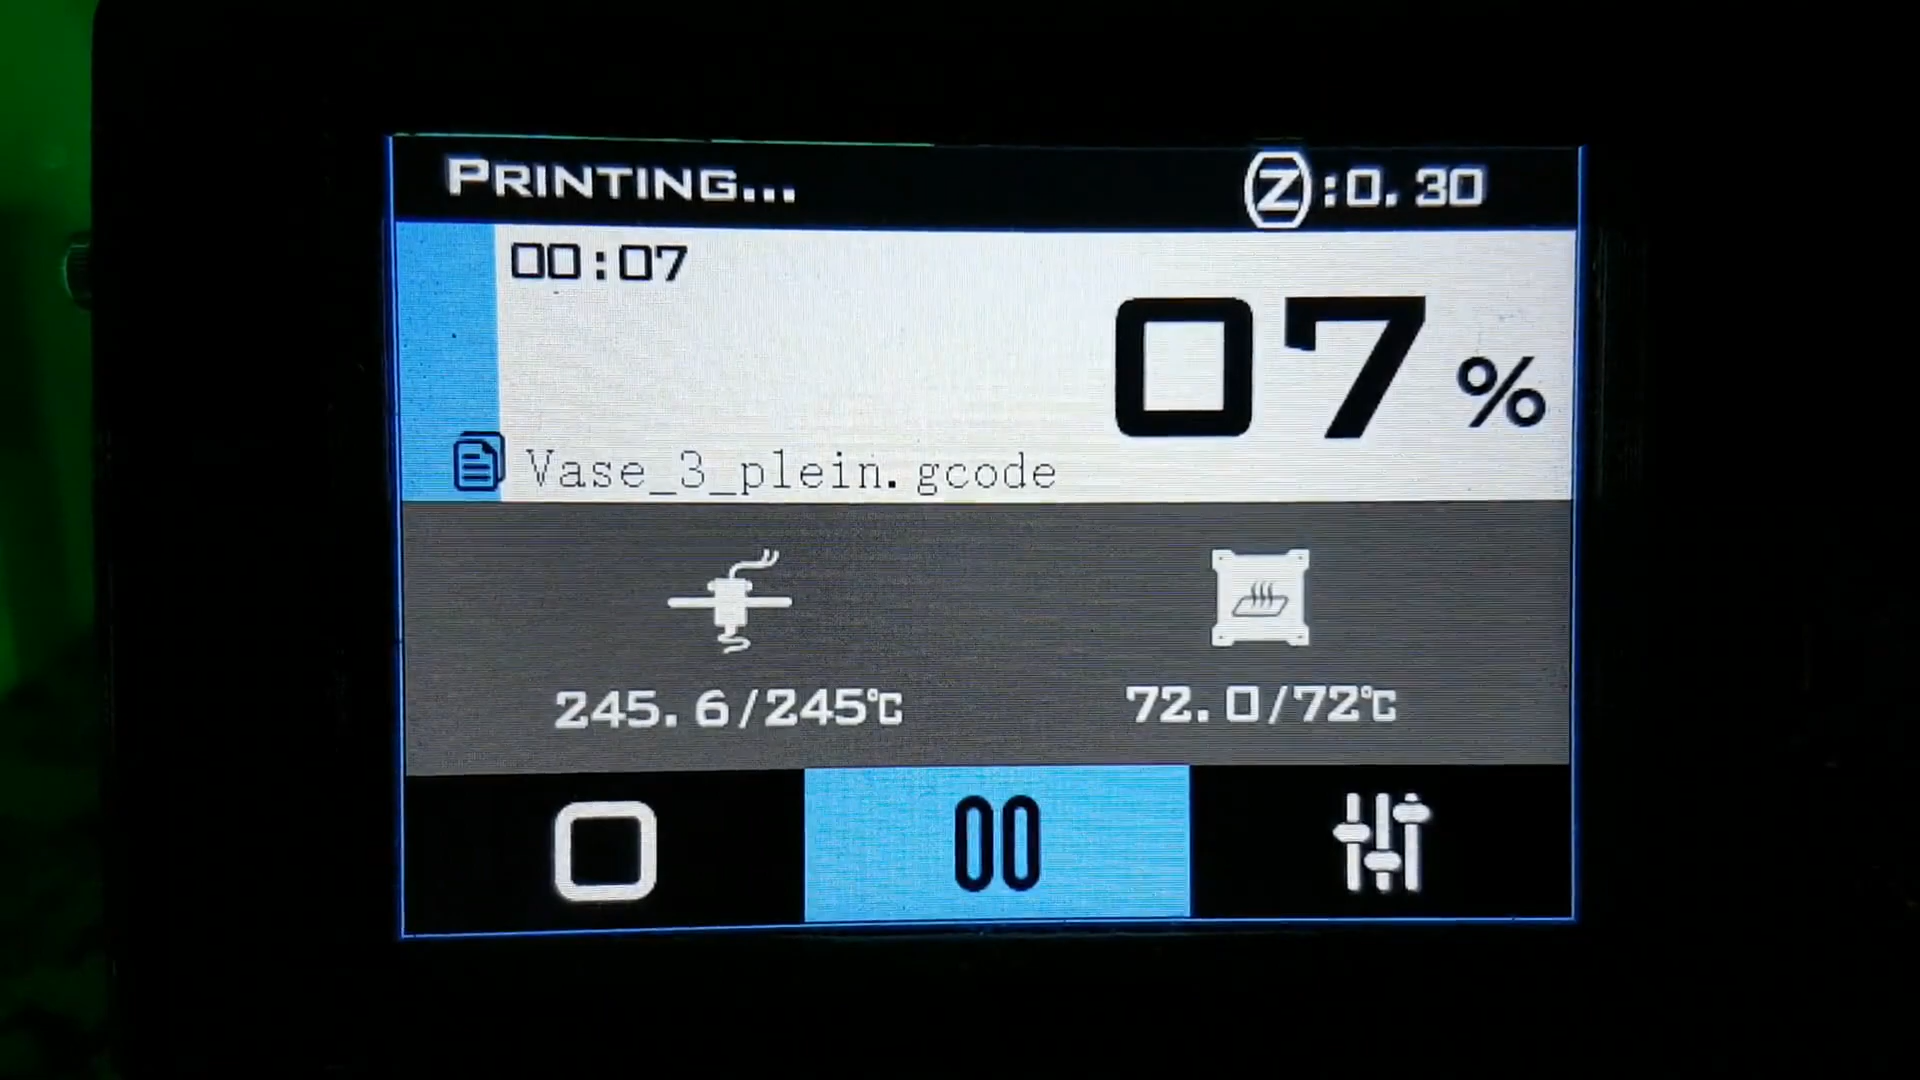 PRINTING...
Z:0.30
00:07
07%
Vase_3_plein.gcode
245.6/245℃
72.0/72℃